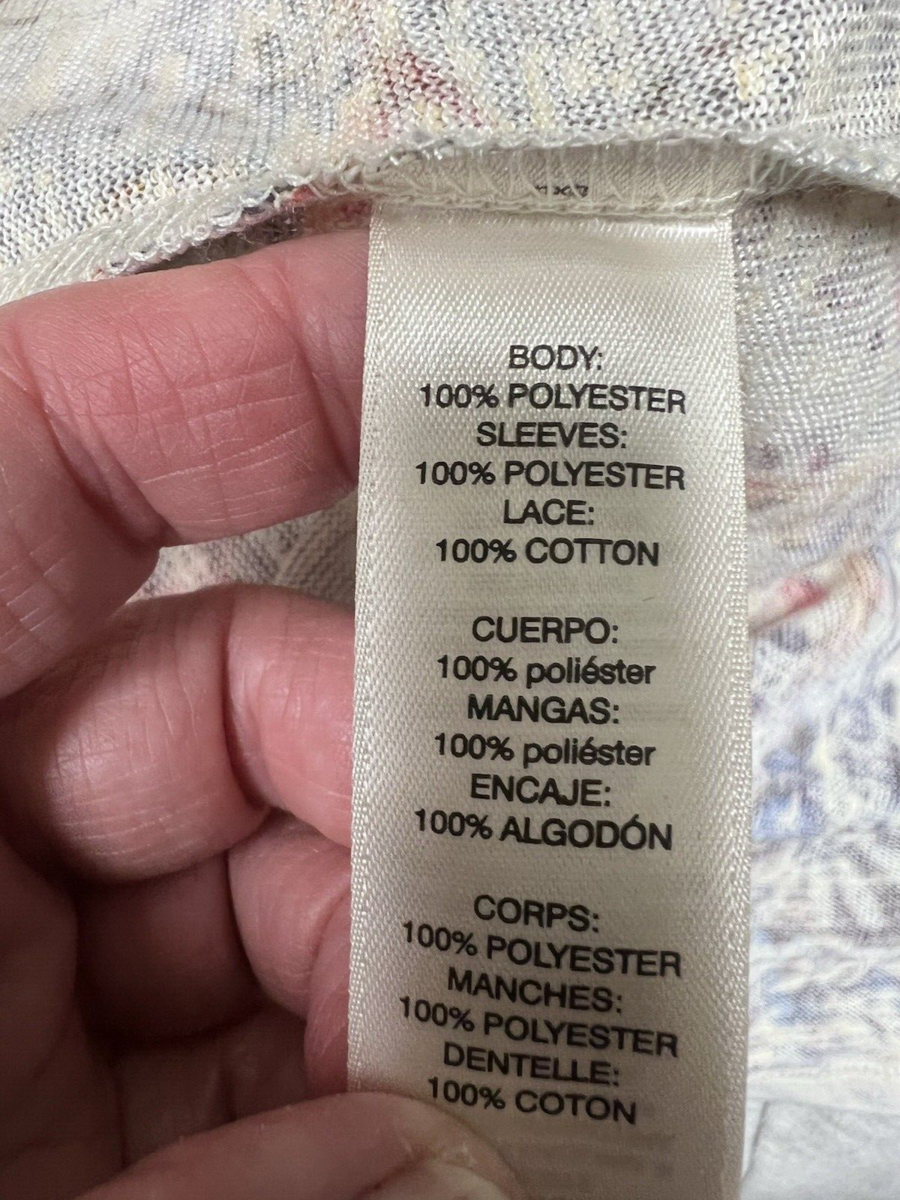 BODY:
100% POLYESTER
SLEEVES:
100% POLYESTER
LACE:
100% COTTON
CUERPO:
100% poliéster
MANGAS:
100% poliéster
ENCAJE:
100% ALGODÓN
CORPS:
100% POLYESTER
MANCHES:
100% POLYESTER
DENTELLE:
100% COTON